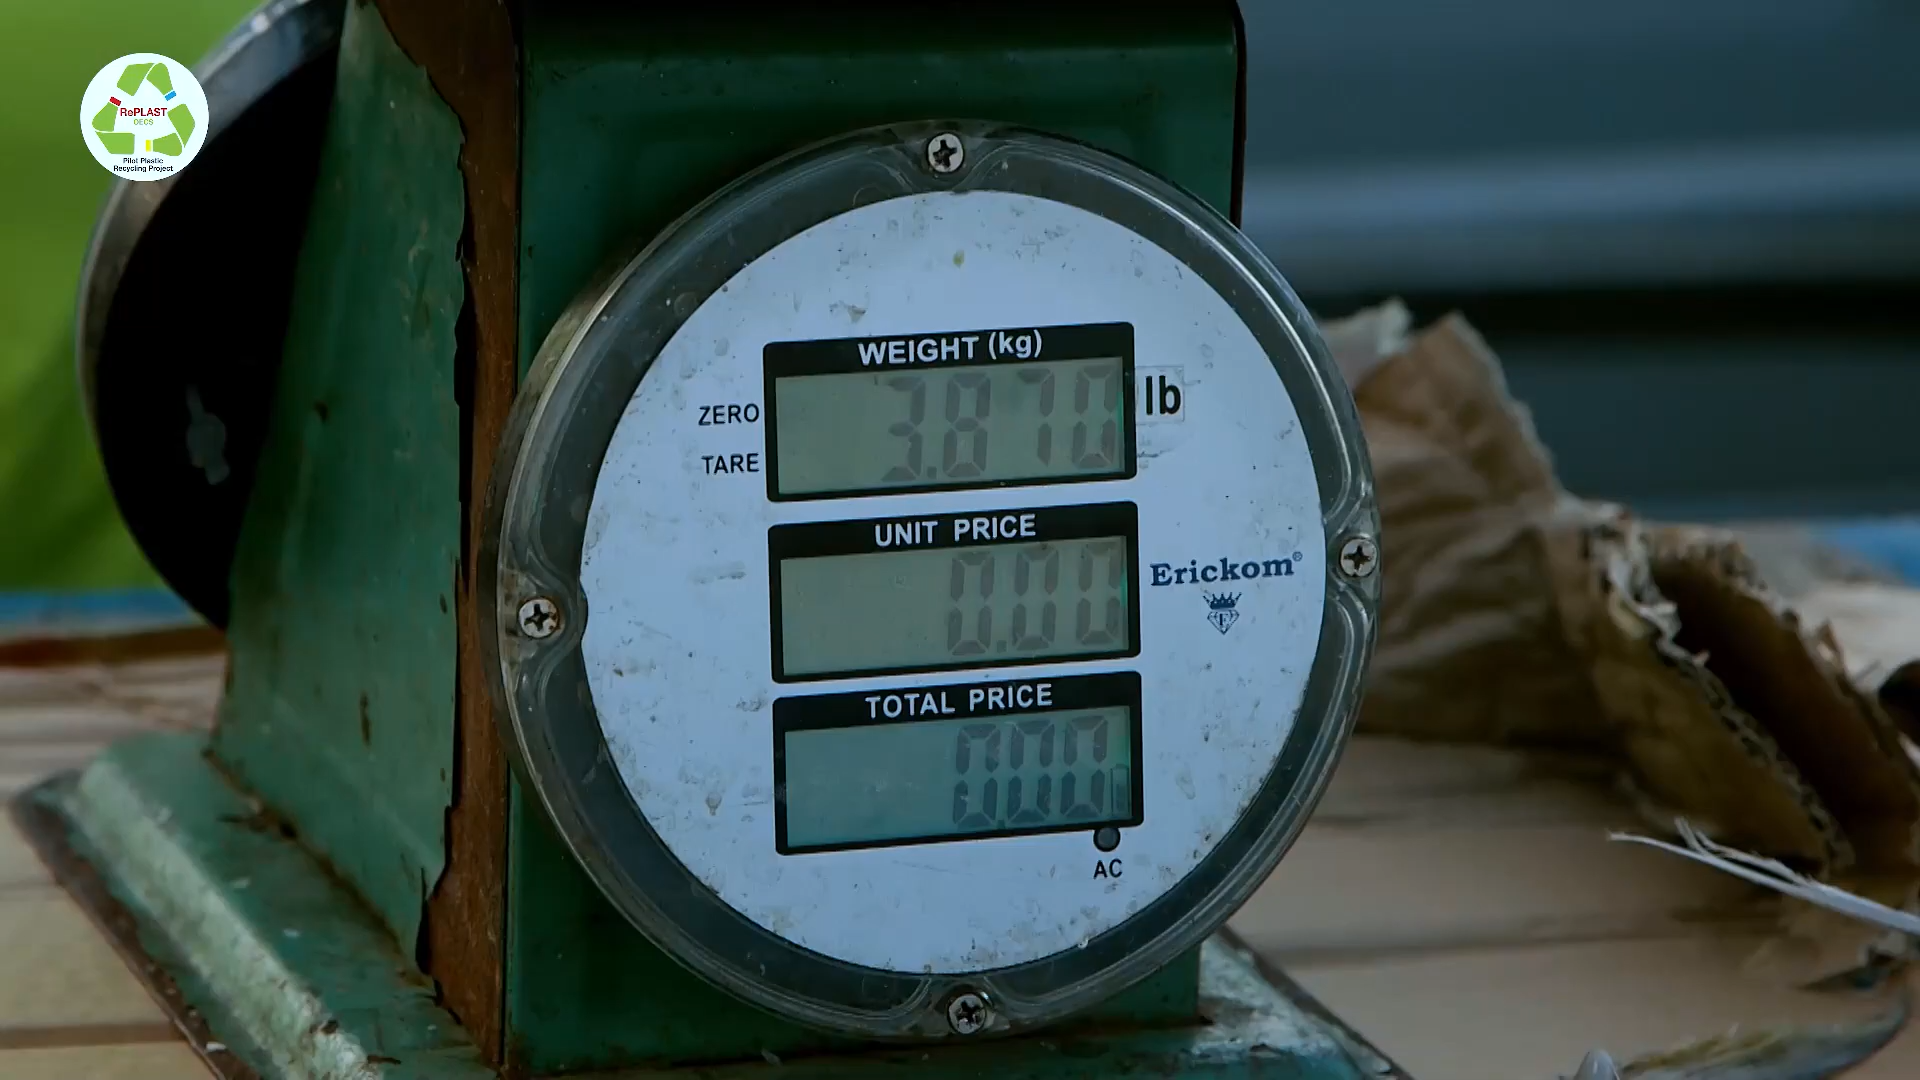 RePLAST
OECS
Pilot Plastic
Recycling Project
WEIGHT (kg)
ZERO
TARE
3.870
lb
UNIT PRICE
0.00
Erickom®
TOTAL PRICE
0.00
AC